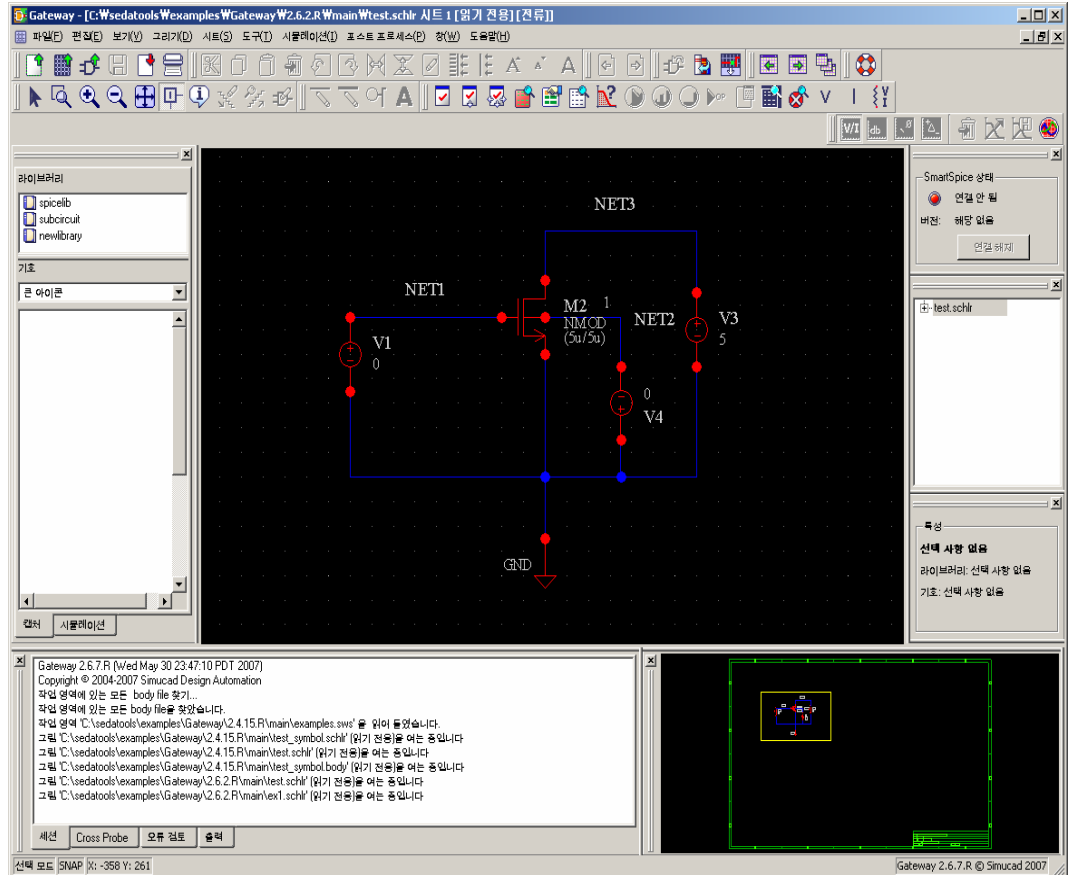 Gateway - [C:₩sedatools₩examples₩Gateway₩2.6.2.R₩main₩test.schlr 시트 1 [읽기 전용] [전류]]
파일(F) 편집(E) 보기(V) 그리기(D) 시트(S) 도구(T) 시뮬레이션(I) 포스트 프로세스(P) 창(W) 도움말(H)
V/I
db
라이브러리
spicelib
subcircuit
newlibrary
기호
큰 아이콘
캡처
시뮬레이션
NET3
NET1
M2
1
NMOD
(5u/5u)
NET2
V3
5
V1
0
0
V4
GND
SmartSpice 상태
연결 안 됨
버전: 해당 없음
연결 해제
test.schlr
특성
선택 사항 없음
라이브러리: 선택 사항 없음
기호: 선택 사항 없음
Gateway 2.6.7.R (Wed May 30 23:47:10 PDT 2007)
Copyright © 2004-2007 Simucad Design Automation
작업 영역에 있는 모든 body file 찾기...
작업 영역에 있는 모든 body file을 찾았습니다.
작업 영역 'C:\sedatools\examples\Gateway\2.4.15.R\main\examples.sws' 을 읽어 들였습니다.
그림 'C:\sedatools\examples\Gateway\2.4.15.R\main\test_symbol.schlr' (읽기 전용)을 여는 중입니다
그림 'C:\sedatools\examples\Gateway\2.4.15.R\main\test.schlr' (읽기 전용)을 여는 중입니다
그림 'C:\sedatools\examples\Gateway\2.4.15.R\main\test_symbol.body' (읽기 전용)을 여는 중입니다
그림 'C:\sedatools\examples\Gateway\2.6.2.R\main\test.schlr' (읽기 전용)을 여는 중입니다
그림 'C:\sedatools\examples\Gateway\2.6.2.R\main\ex1.schlr' (읽기 전용)을 여는 중입니다
세션
Cross Probe
오류 검토
출력
선택 모드 SNAP X: -358 Y: 261
Gateway 2.6.7.R © Simucad 2007